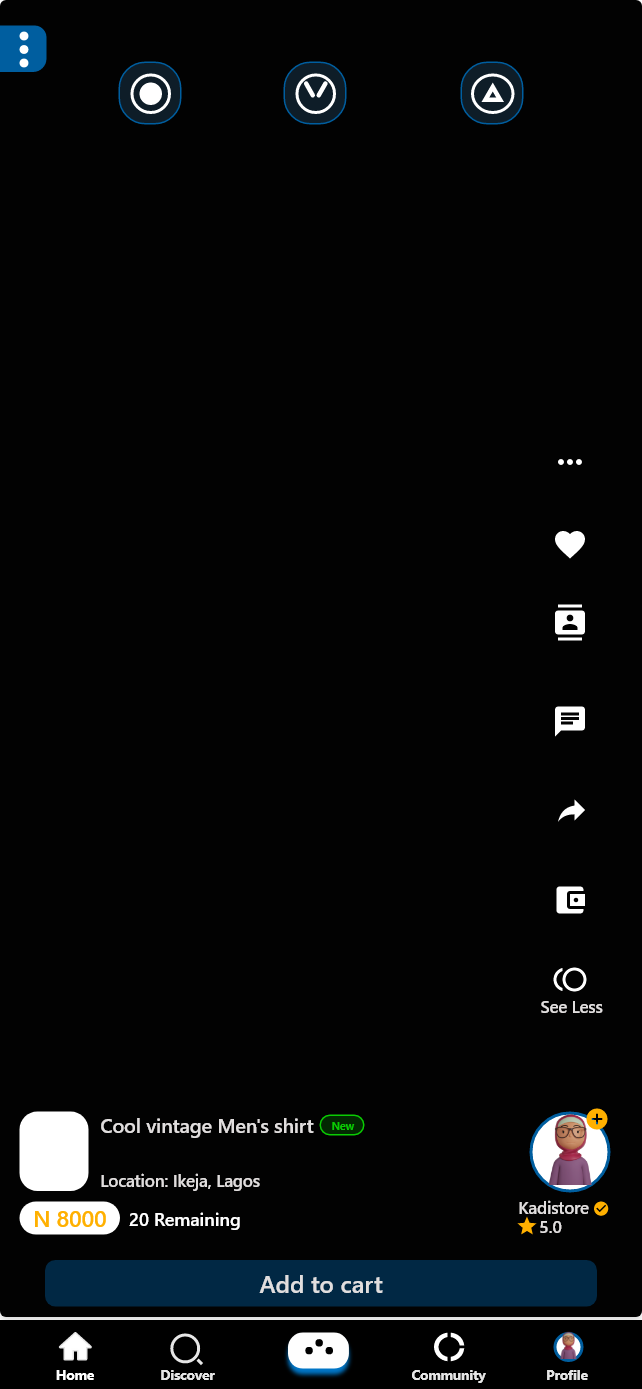 See Less
Cool vintage Men's shirt New
Location: Ikeja, Lagos
N 8000 20 Remaining
Kadistore
5.0
Add to cart
Home Discover Community Profile